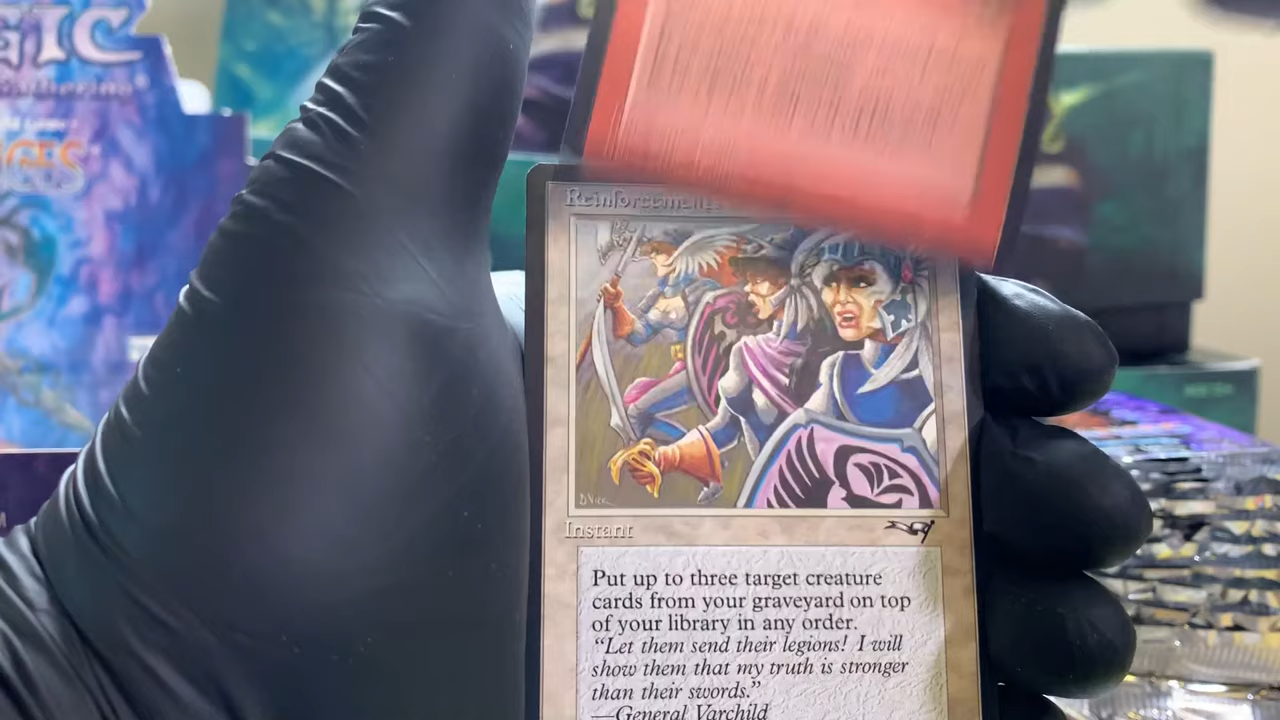 GIC
Gathering
Reinforcements
Instant
Put up to three target creature
cards from your graveyard on top
of your library in any order.
“Let them send their legions! I will
show them that my truth is stronger
than their swords.”
—General Varchild